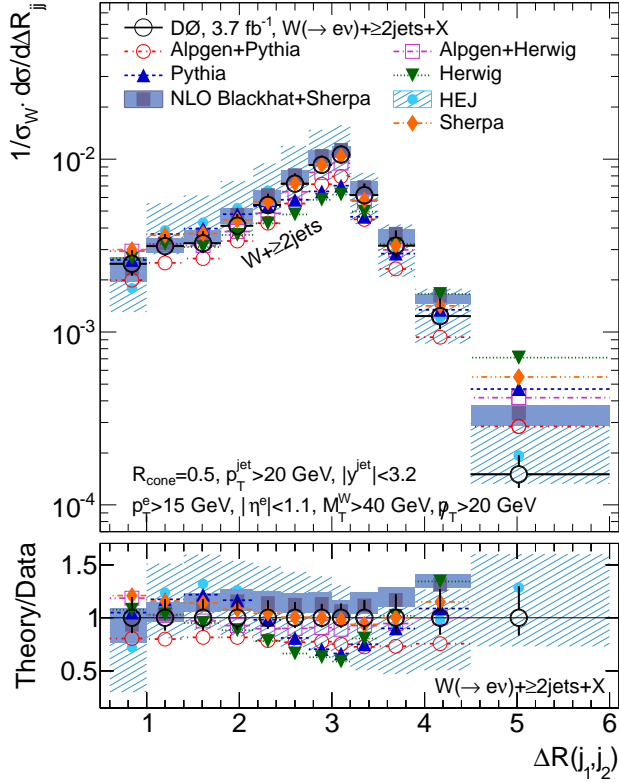 DØ, 3.7 fb⁻¹, W(→ eν)+≥2jets+X
Alpgen+Pythia
Alpgen+Herwig
Pythia
Herwig
NLO Blackhat+Sherpa
HEJ
Sherpa
1/σ_W · dσ/dΔR_jj
10⁻²
10⁻³
10⁻⁴
W+≥2jets
R_cone=0.5, p_T^jet>20 GeV, |y^jet|<3.2
p_T^e>15 GeV, |η^e|<1.1, M_T^W>40 GeV, p̸_T>20 GeV
Theory/Data
1.5
1
0.5
W(→ eν)+≥2jets+X
1 2 3 4 5 6
ΔR(j₁,j₂)